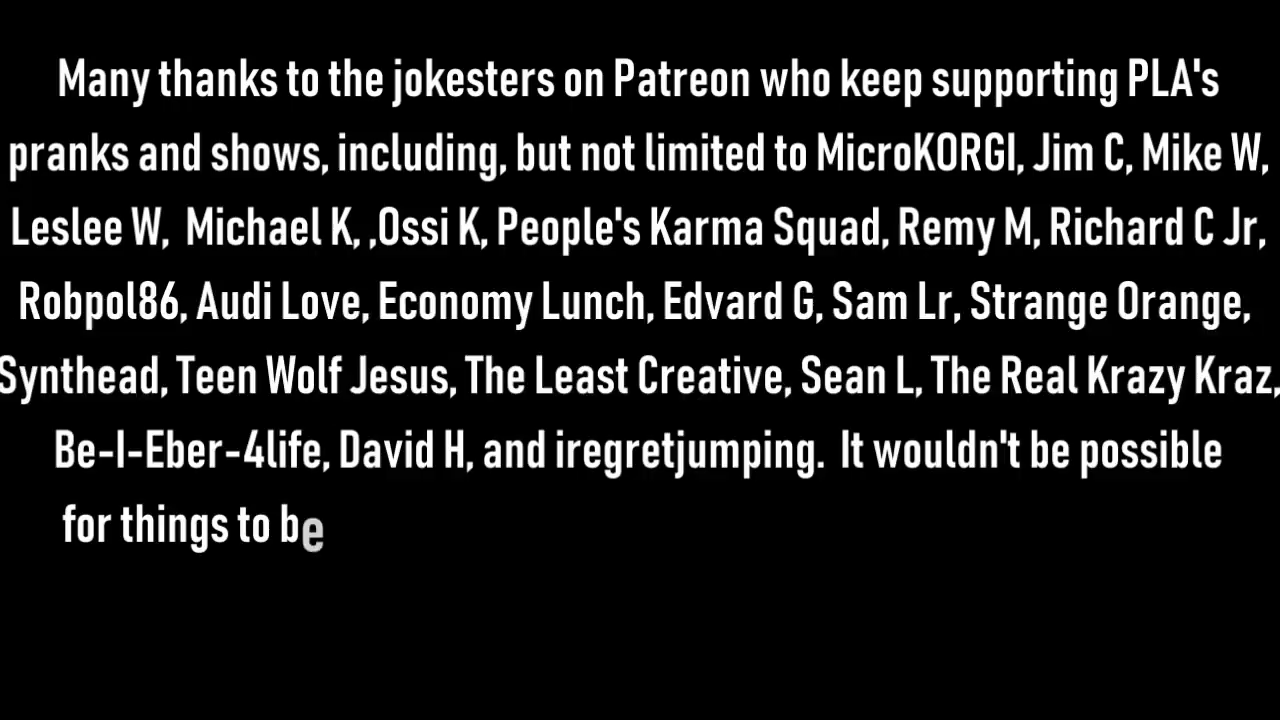 Many thanks to the jokesters on Patreon who keep supporting PLA's
pranks and shows, including, but not limited to MicroKORGI, Jim C, Mike W,
Leslee W,  Michael K, ,Ossi K, People's Karma Squad, Remy M, Richard C Jr,
Robpol86, Audi Love, Economy Lunch, Edvard G, Sam Lr, Strange Orange,
Synthead, Teen Wolf Jesus, The Least Creative, Sean L, The Real Krazy Kraz,
Be-I-Eber-4life, David H, and iregretjumping.  It wouldn't be possible
for things to be